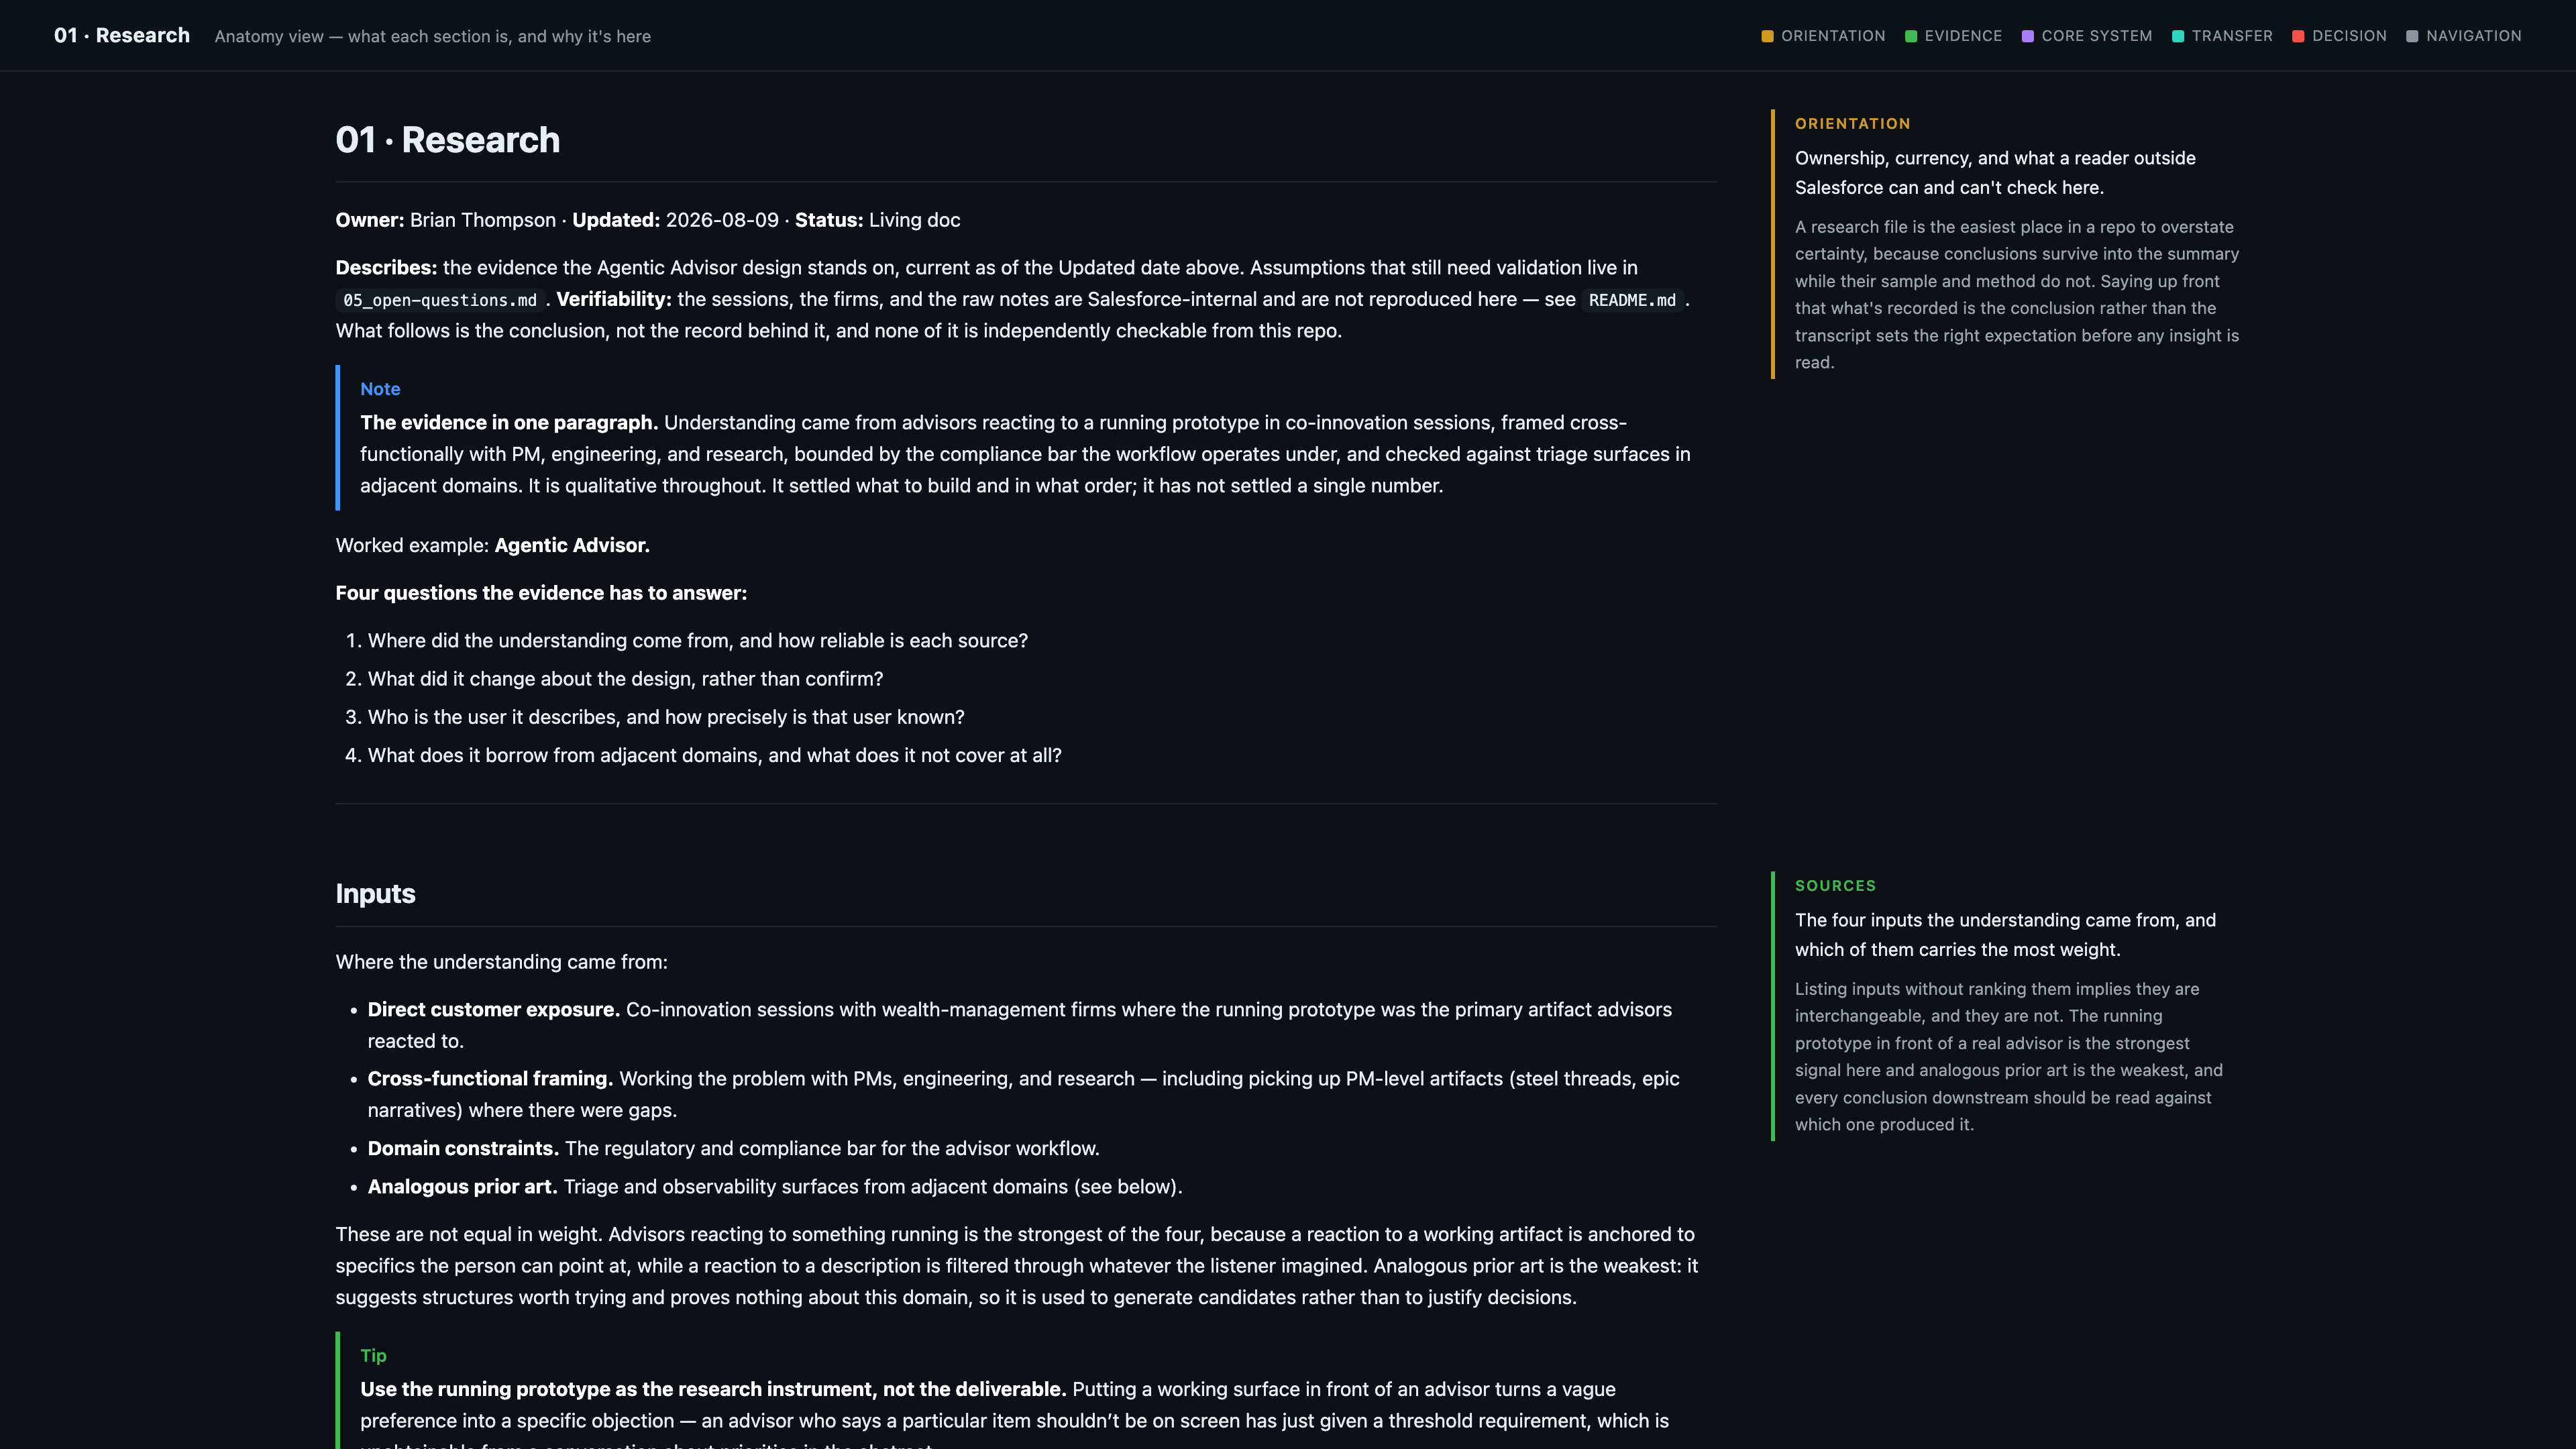 01 · Research
Anatomy view — what each section is, and why it's here
ORIENTATION
EVIDENCE
CORE SYSTEM
TRANSFER
DECISION
NAVIGATION
01 · Research
Owner: Brian Thompson · Updated: 2026-08-09 · Status: Living doc
Describes: the evidence the Agentic Advisor design stands on, current as of the Updated date above. Assumptions that still need validation live in
05_open-questions.md . Verifiability: the sessions, the firms, and the raw notes are Salesforce-internal and are not reproduced here — see README.md .
What follows is the conclusion, not the record behind it, and none of it is independently checkable from this repo.
Note
The evidence in one paragraph. Understanding came from advisors reacting to a running prototype in co-innovation sessions, framed cross-
functionally with PM, engineering, and research, bounded by the compliance bar the workflow operates under, and checked against triage surfaces in
adjacent domains. It is qualitative throughout. It settled what to build and in what order; it has not settled a single number.
Worked example: Agentic Advisor.
Four questions the evidence has to answer:
1. Where did the understanding come from, and how reliable is each source?
2. What did it change about the design, rather than confirm?
3. Who is the user it describes, and how precisely is that user known?
4. What does it borrow from adjacent domains, and what does it not cover at all?
ORIENTATION
Ownership, currency, and what a reader outside
Salesforce can and can't check here.
A research file is the easiest place in a repo to overstate
certainty, because conclusions survive into the summary
while their sample and method do not. Saying up front
that what's recorded is the conclusion rather than the
transcript sets the right expectation before any insight is
read.
Inputs
Where the understanding came from:
• Direct customer exposure. Co-innovation sessions with wealth-management firms where the running prototype was the primary artifact advisors
reacted to.
• Cross-functional framing. Working the problem with PMs, engineering, and research — including picking up PM-level artifacts (steel threads, epic
narratives) where there were gaps.
• Domain constraints. The regulatory and compliance bar for the advisor workflow.
• Analogous prior art. Triage and observability surfaces from adjacent domains (see below).
These are not equal in weight. Advisors reacting to something running is the strongest of the four, because a reaction to a working artifact is anchored to
specifics the person can point at, while a reaction to a description is filtered through whatever the listener imagined. Analogous prior art is the weakest: it
suggests structures worth trying and proves nothing about this domain, so it is used to generate candidates rather than to justify decisions.
Tip
Use the running prototype as the research instrument, not the deliverable. Putting a working surface in front of an advisor turns a vague
preference into a specific objection — an advisor who says a particular item shouldn't be on screen has just given a threshold requirement, which is
SOURCES
The four inputs the understanding came from, and
which of them carries the most weight.
Listing inputs without ranking them implies they are
interchangeable, and they are not. The running
prototype in front of a real advisor is the strongest
signal here and analogous prior art is the weakest, and
every conclusion downstream should be read against
which one produced it.